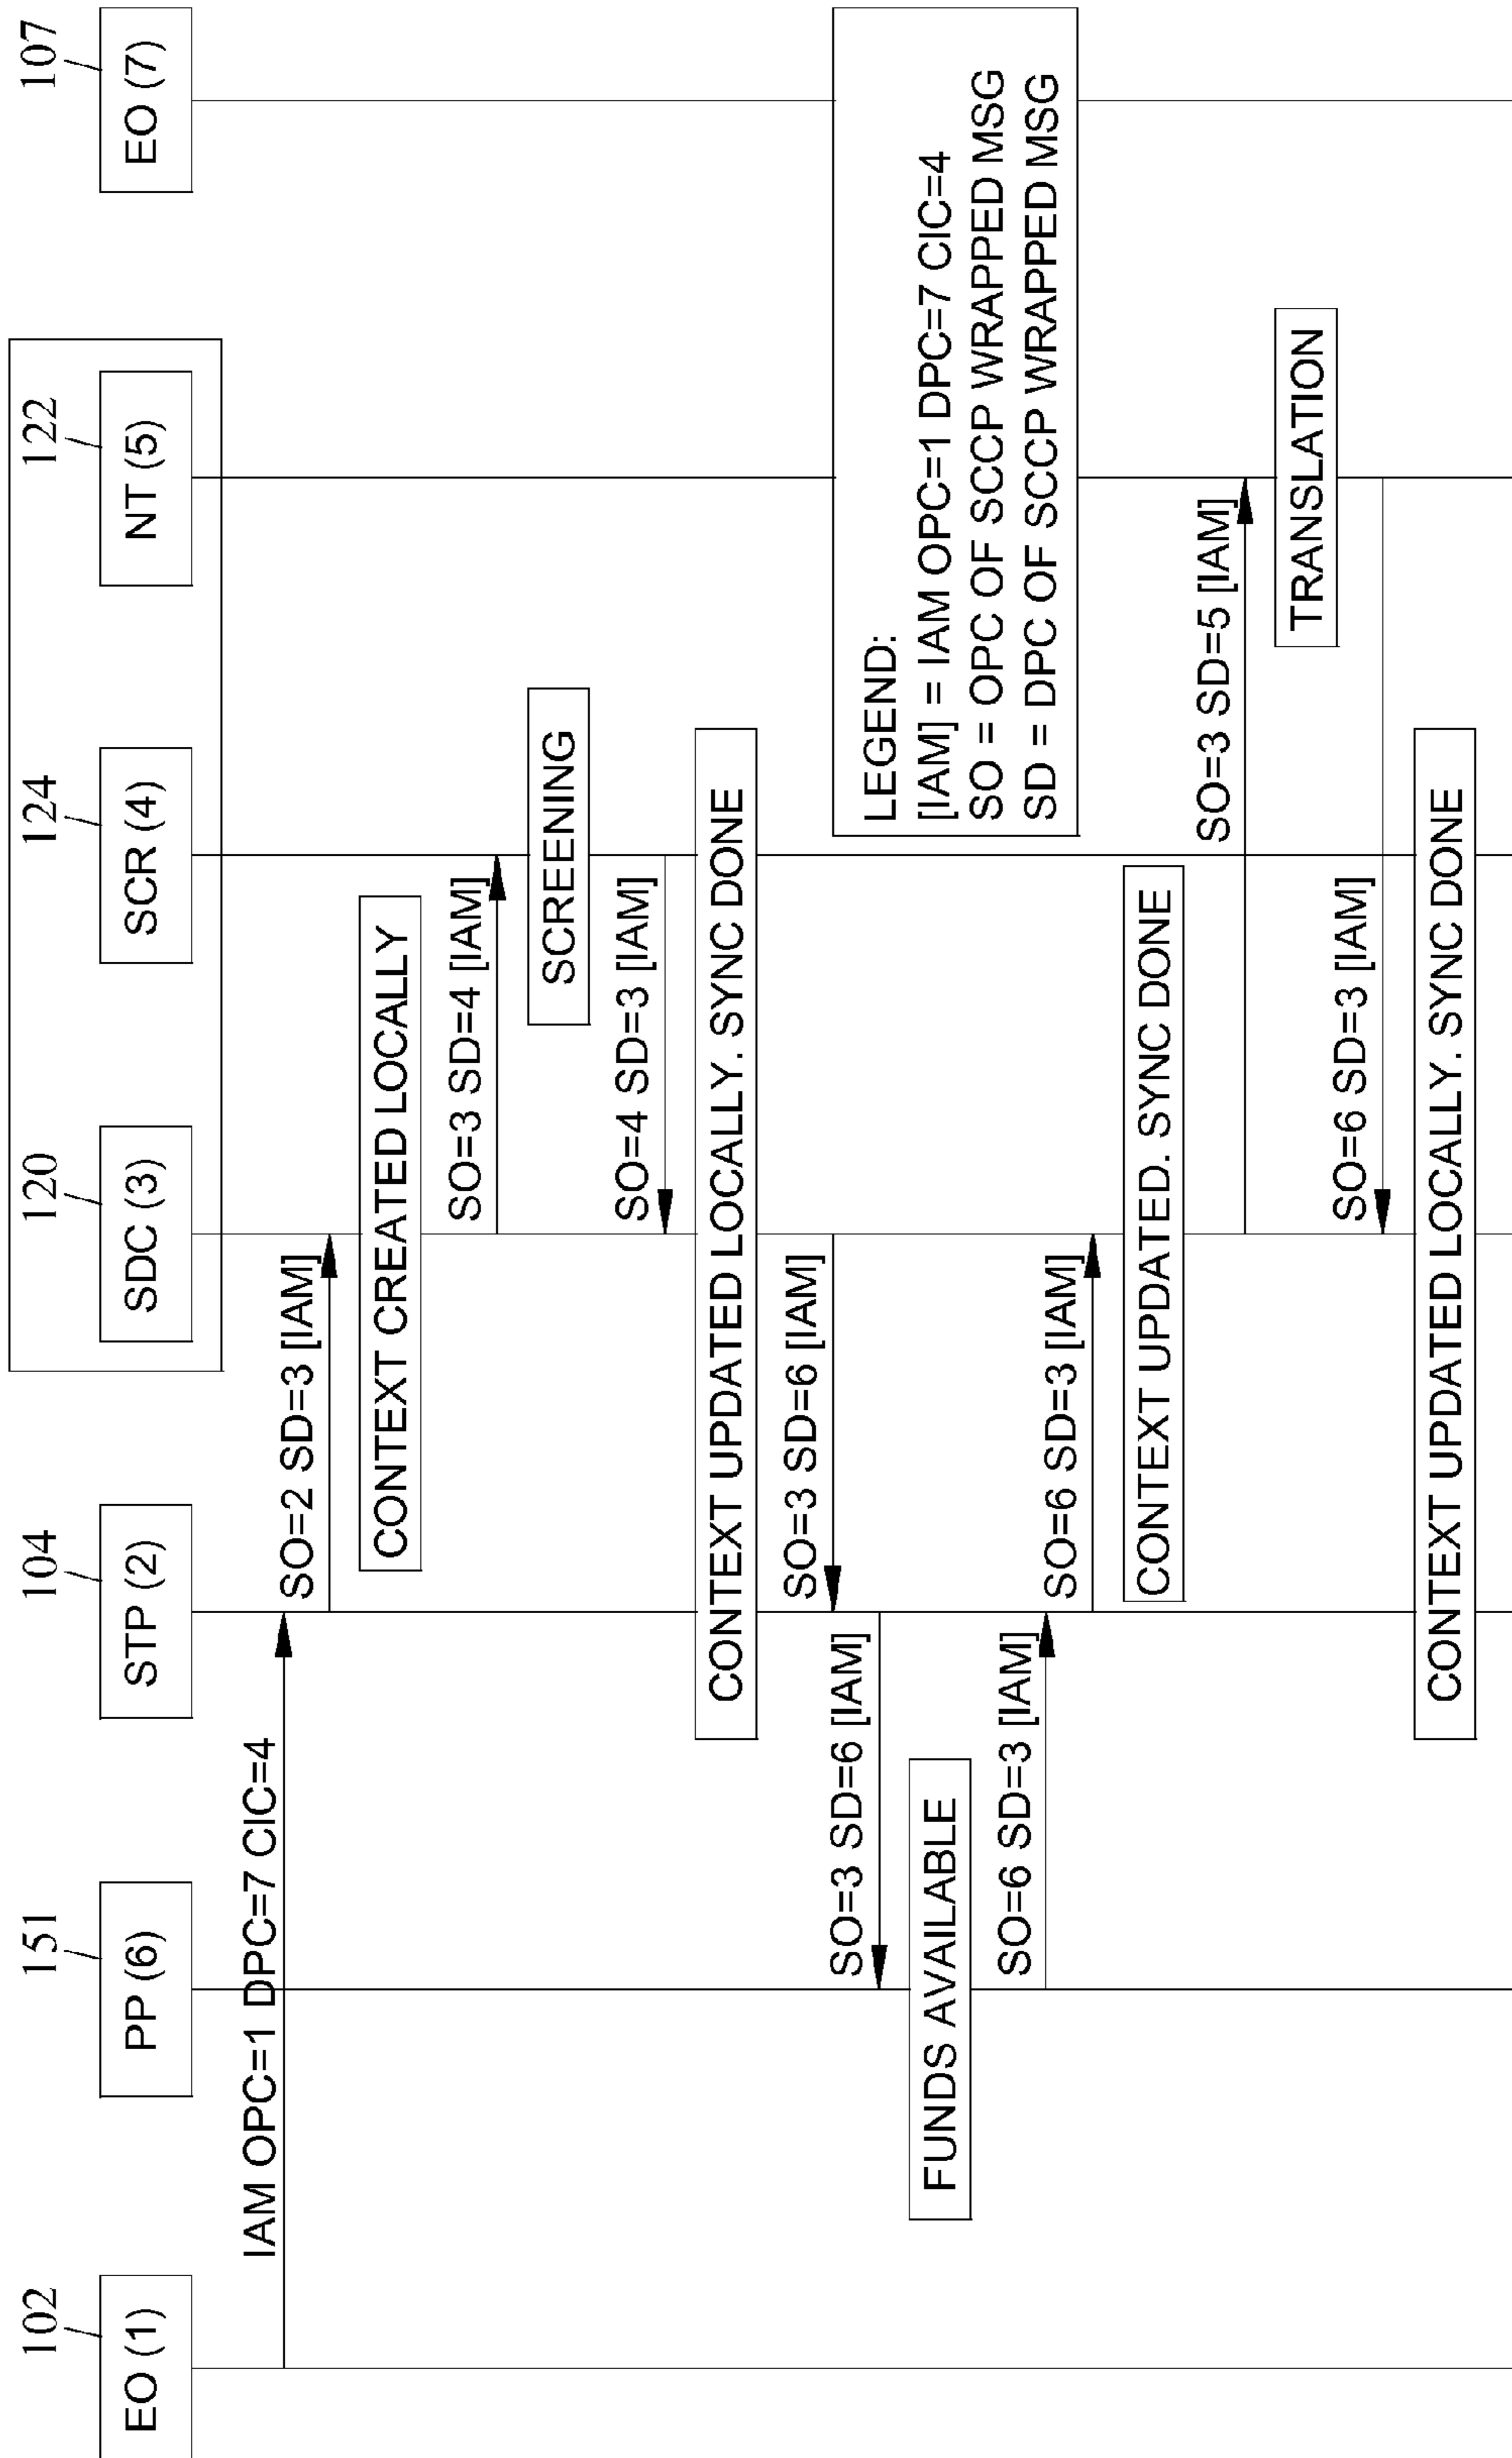 102
151
104
120
124
122
107
EO (1)
PP (6)
STP (2)
SDC (3)
SCR (4)
NT (5)
EO (7)
IAM OPC=1 DPC=7 CIC=4
SO=2 SD=3 [IAM]
CONTEXT CREATED LOCALLY
SO=3 SD=4 [IAM]
SCREENING
SO=4 SD=3 [IAM]
CONTEXT UPDATED LOCALLY. SYNC DONE
SO=3 SD=6 [IAM]
SO=3 SD=6 [IAM]
FUNDS AVAILABLE
LEGEND:
[IAM] = IAM OPC=1 DPC=7 CIC=4
SO = OPC OF SCCP WRAPPED MSG
SD = DPC OF SCCP WRAPPED MSG
SO=6 SD=3 [IAM]
SO=6 SD=3 [IAM]
CONTEXT UPDATED. SYNC DONE
SO=3 SD=5 [IAM]
TRANSLATION
SO=6 SD=3 [IAM]
CONTEXT UPDATED LOCALLY. SYNC DONE